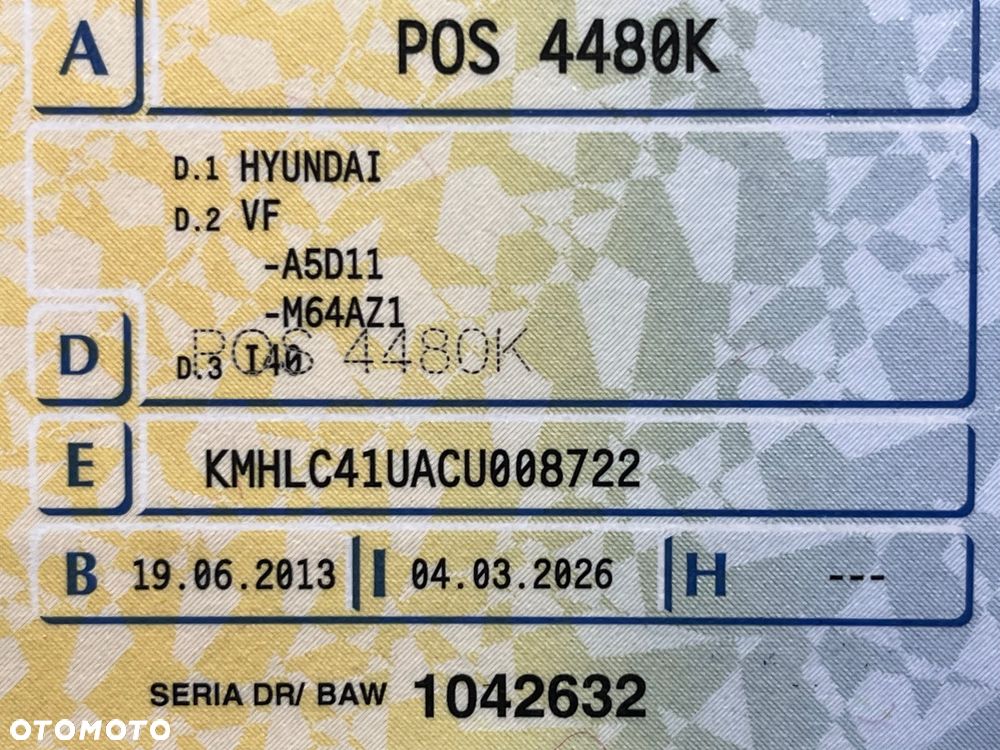 A POS 4480K
D.1 HYUNDAI
D.2 VF
-A5D11
-M64AZ1
POS 4480K
D D.3 I40
E KMHLC41UACU008722
B 19.06.2013 I 04.03.2026 H ---
SERIA DR/ BAW 1042632
OTOMOTO